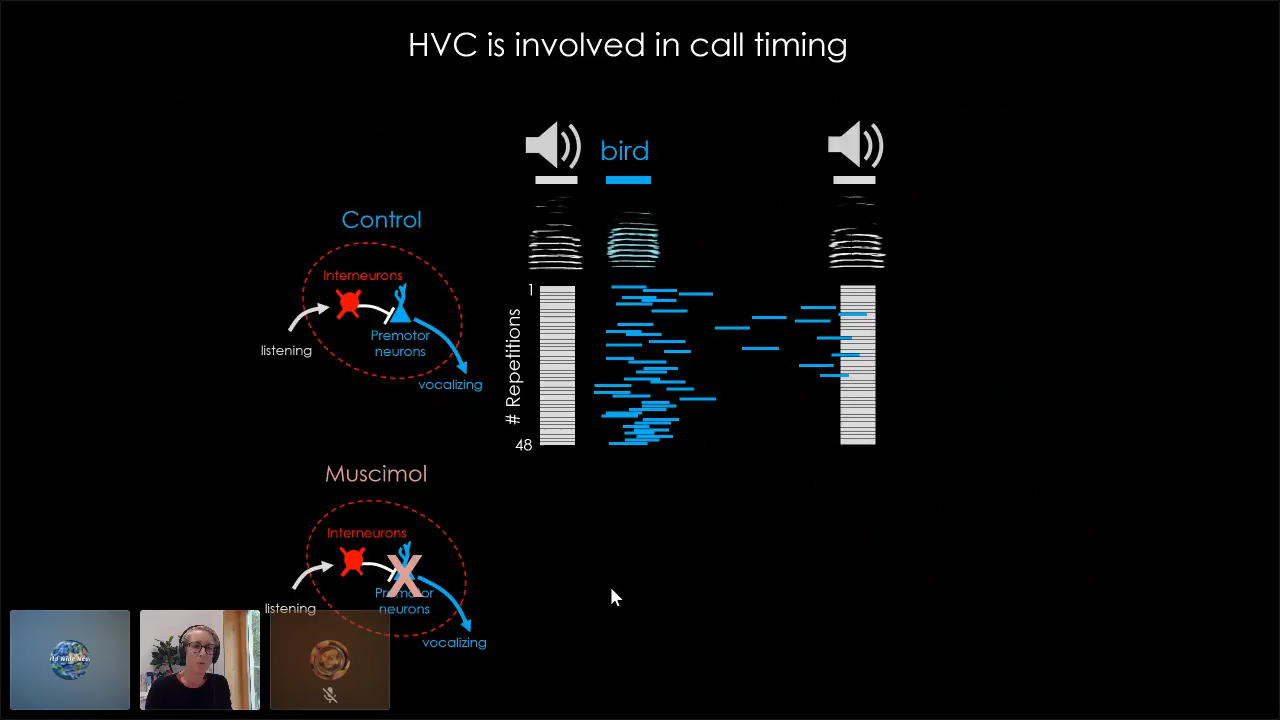 HVC is involved in call timing
bird
Control
Interneurons
listening
Premotor
neurons
vocalizing
# Repetitions
1
48
Muscimol
Interneurons
listening
Premotor
neurons
vocalizing